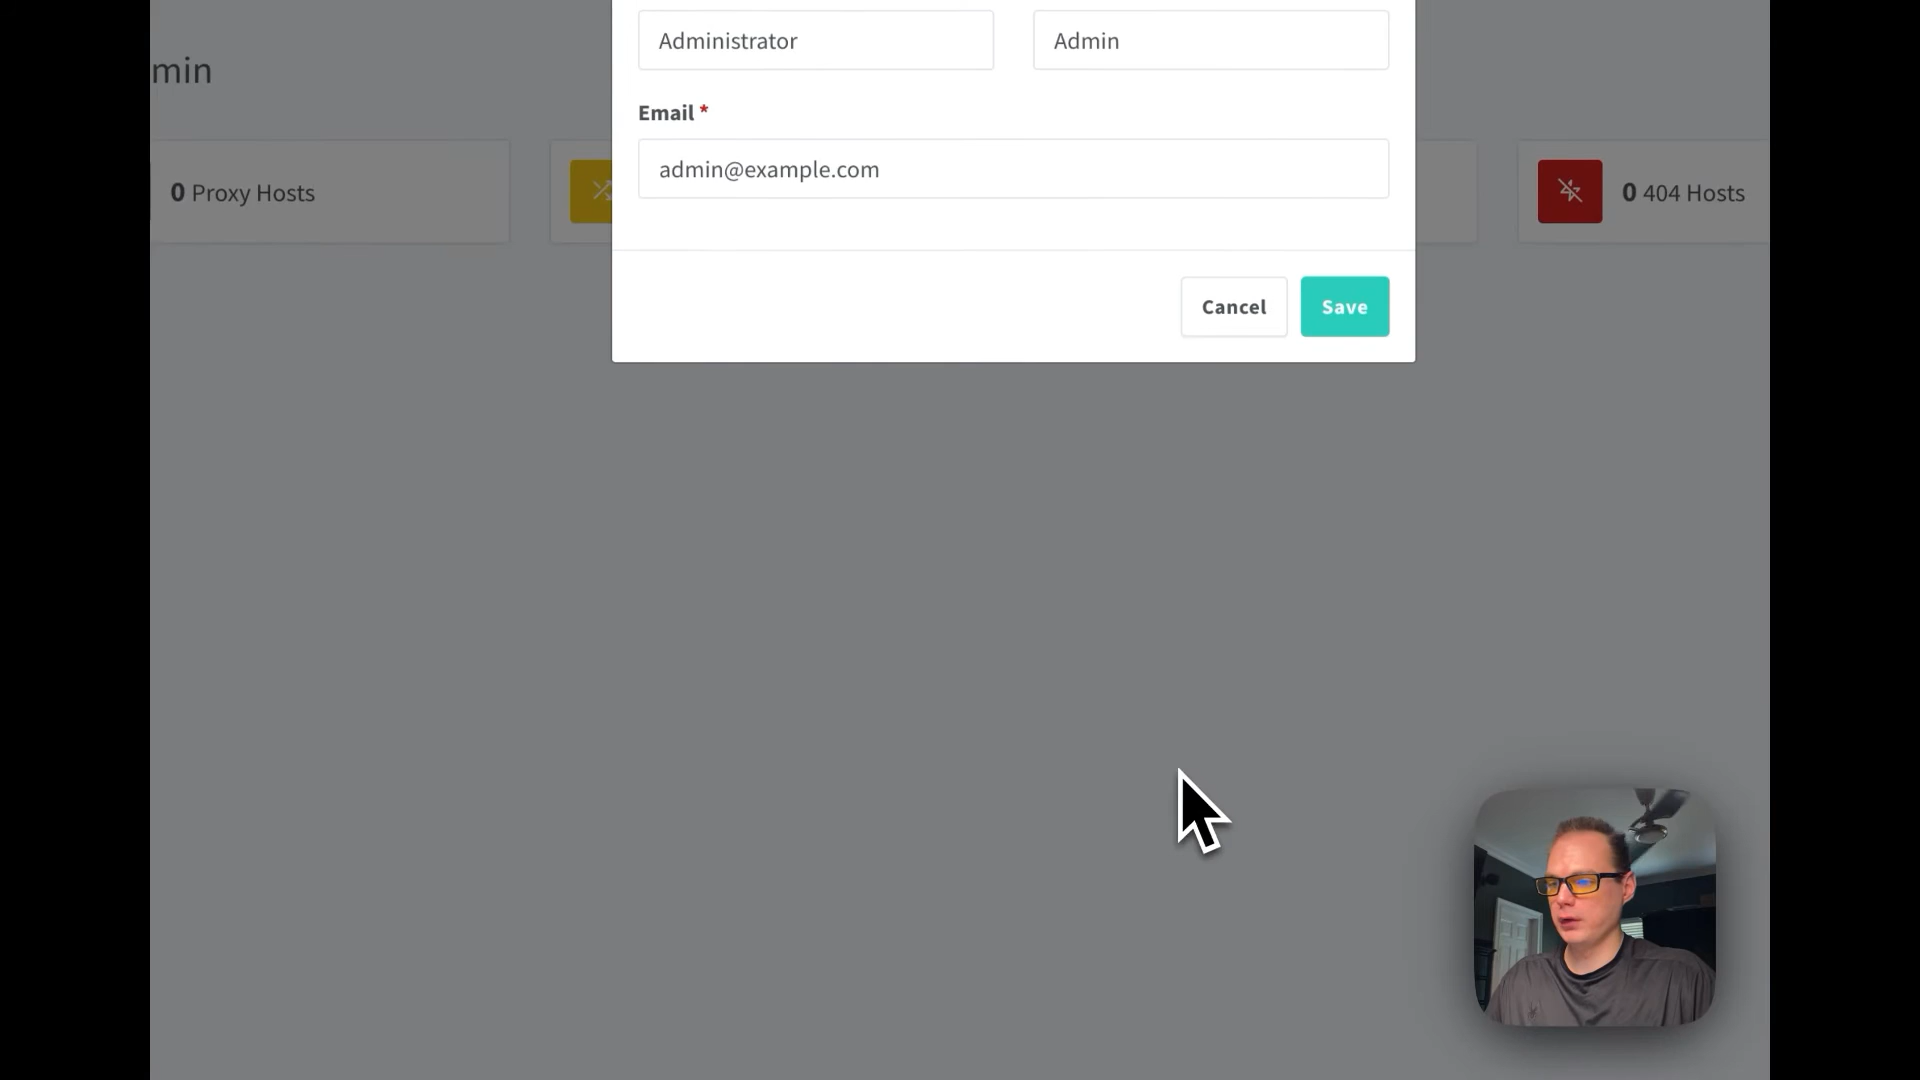 Administrator
Admin
min
Email *
admin@example.com
0 Proxy Hosts
0 404 Hosts
Cancel
Save